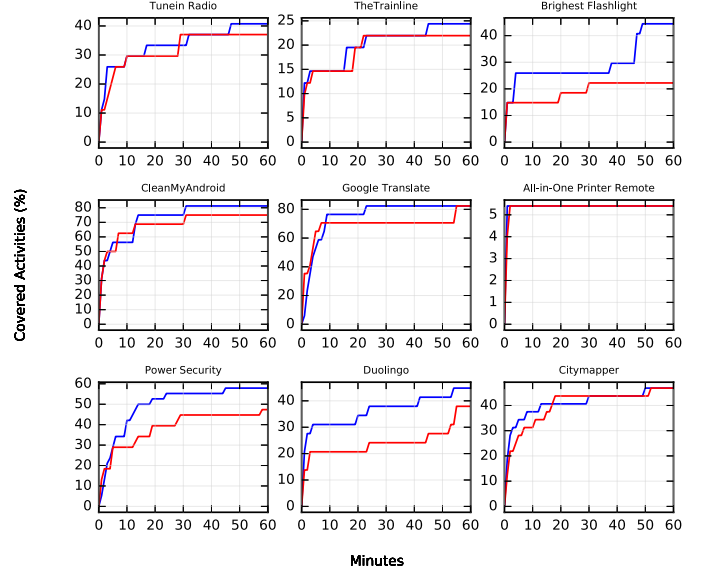 Tunein Radio
40
30
20
10
0
0 10 20 30 40 50 60
TheTrainline
25
20
15
10
5
0
0 10 20 30 40 50 60
Brighest Flashlight
40
30
20
10
0
0 10 20 30 40 50 60
Covered Activities (%)
CleanMyAndroid
80
70
60
50
40
30
20
10
0
0 10 20 30 40 50 60
Google Translate
80
60
40
20
0
0 10 20 30 40 50 60
All-in-One Printer Remote
5
4
3
2
1
0
0 10 20 30 40 50 60
Power Security
60
50
40
30
20
10
0
0 10 20 30 40 50 60
Duolingo
40
30
20
10
0
0 10 20 30 40 50 60
Citymapper
40
30
20
10
0
0 10 20 30 40 50 60
Minutes